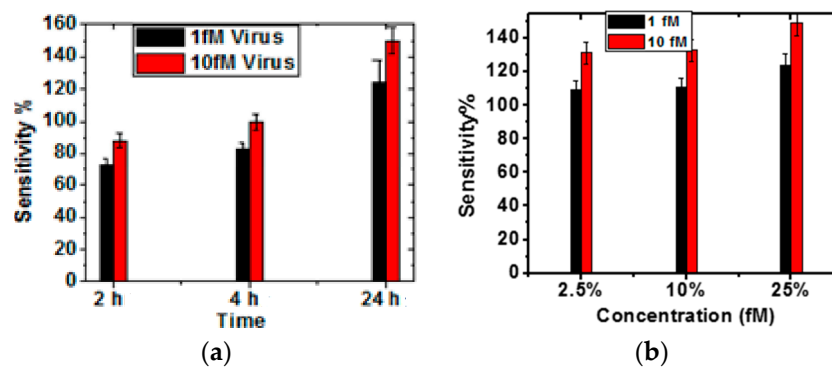 160
140
120
100
80
60
40
20
0
Sensitivity %
1fM Virus
10fM Virus
2 h
4 h
24 h
Time
(a)
140
120
100
80
60
40
20
0
Sensitivity%
1 fM
10 fM
2.5%
10%
25%
Concentration (fM)
(b)